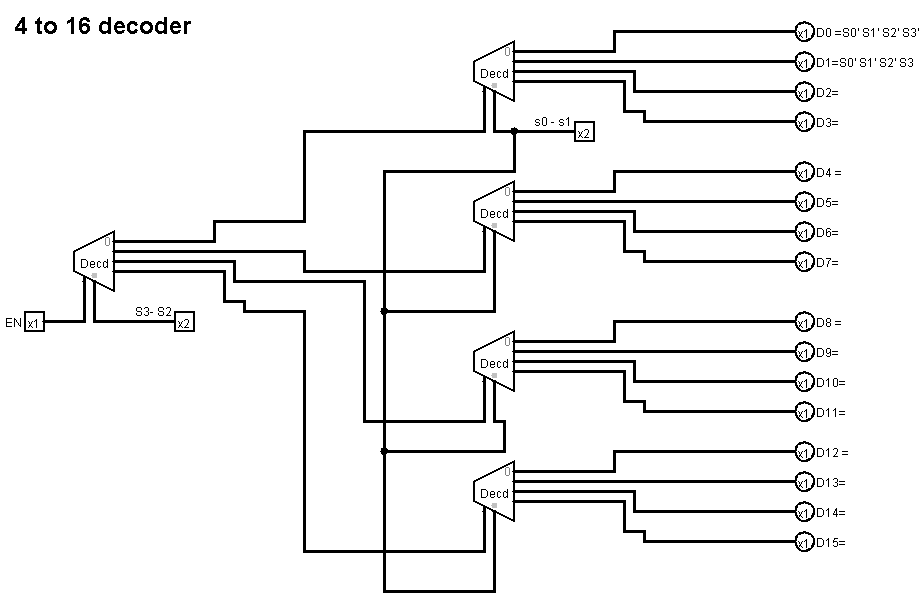 4 to 16 decoder
0
Decd
x1 D0 =S0' S1' S2' S3'
x1 D1=S0' S1' S2' S3
x1 D2=
x1 D3=
s0 - s1
x2
0
Decd
x1 D4 =
x1 D5=
x1 D6=
x1 D7=
0
Decd
EN x1
S3- S2
x2
0
Decd
x1 D8 =
x1 D9=
x1 D10=
x1 D11=
0
Decd
x1 D12 =
x1 D13=
x1 D14=
x1 D15=